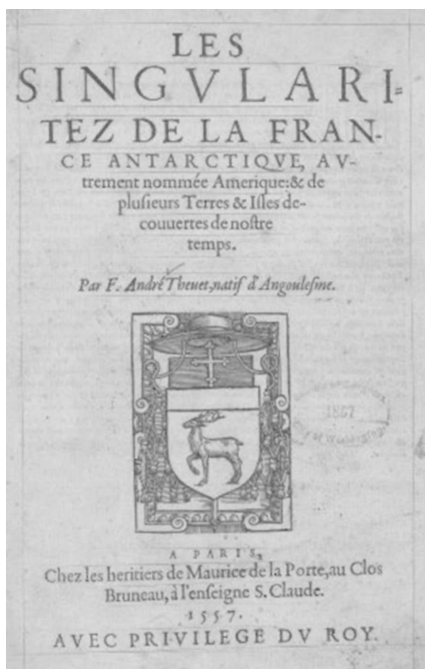 LES
SINGVLARI-
TEZ DE LA FRAN-
CE ANTARCTIQVE, AV-
trement nommée Amerique: & de
plusieurs Terres & Isles de-
couuertes de nostre
temps.
Par F. André Theuet, natif d'Angoulesme.
1867
A PARIS,
Chez les heritiers de Maurice de la Porte, au Clos
Bruneau, à l'enseigne S. Claude.
1557.
AVEC PRIVILEGE DV ROY.